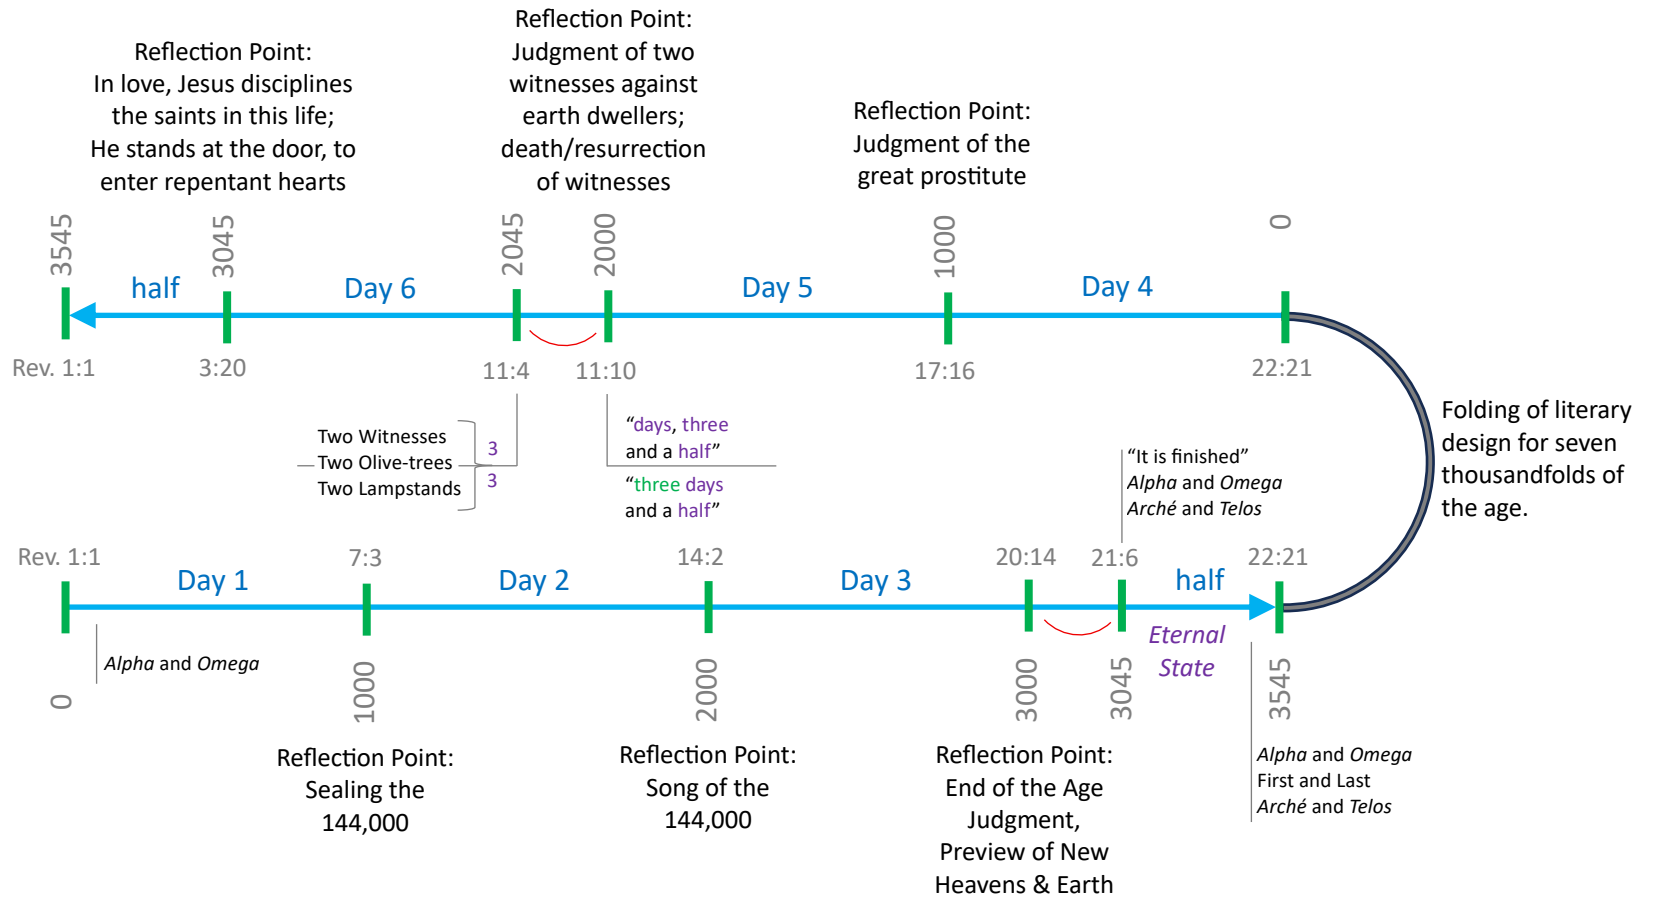 Reflection Point:
In love, Jesus disciplines
the saints in this life;
He stands at the door, to
enter repentant hearts
Reflection Point:
Judgment of two
witnesses against
earth dwellers;
death/resurrection
of witnesses
Reflection Point:
Judgment of the
great prostitute
3545
3045
2045
2000
1000
0
half
Day 6
Day 5
Day 4
Rev. 1:1
3:20
11:4
11:10
17:16
22:21
Two Witnesses
Two Olive-trees
Two Lampstands
3
3
“days, three
and a half”
“three days
and a half”
“It is finished”
Alpha and Omega
Arché and Telos
Folding of literary
design for seven
thousandfolds of
the age.
Rev. 1:1
7:3
14:2
20:14
21:6
22:21
Day 1
Day 2
Day 3
half
Eternal
State
Alpha and Omega
0
1000
2000
3000
3045
3545
Reflection Point:
Sealing the
144,000
Reflection Point:
Song of the
144,000
Reflection Point:
End of the Age
Judgment,
Preview of New
Heavens & Earth
Alpha and Omega
First and Last
Arché and Telos